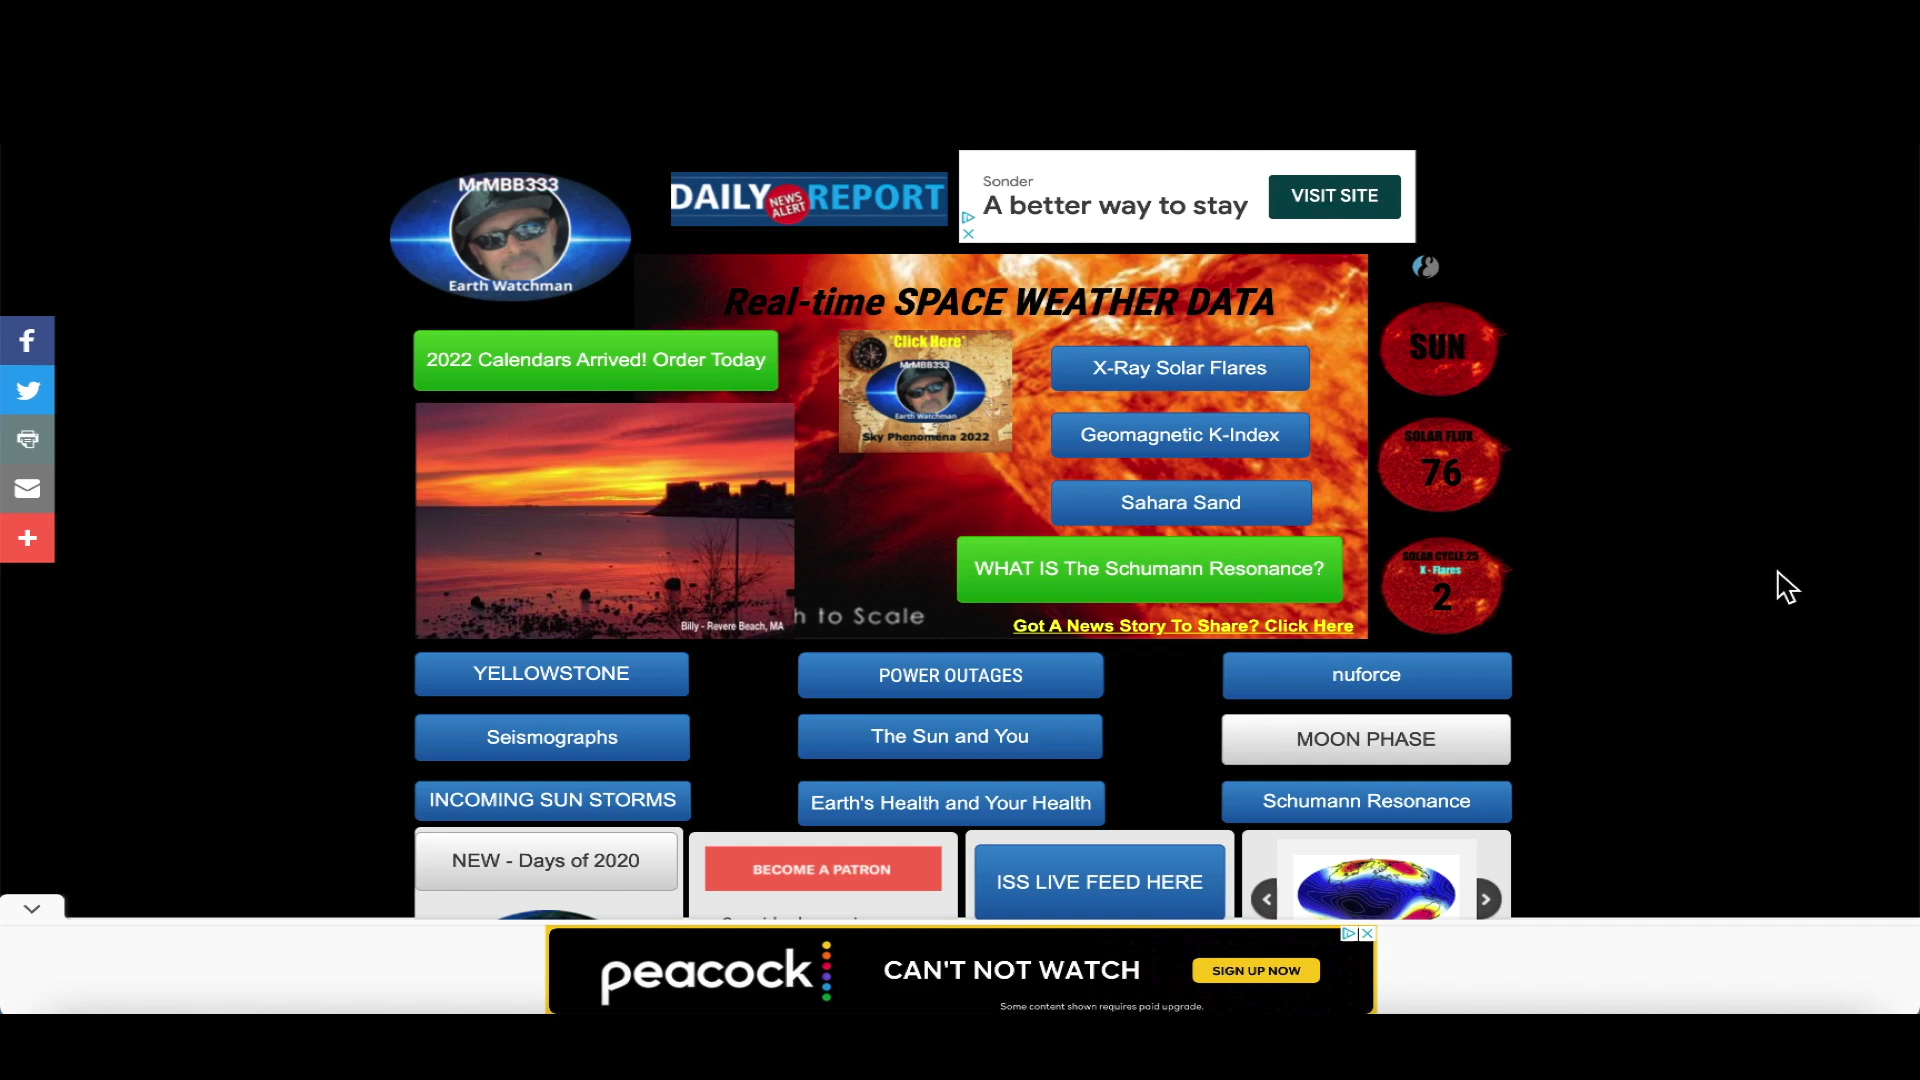 MrMBB333
Earth Watchman
DAILY NEWS ALERT REPORT
Sonder
A better way to stay
VISIT SITE
Real-time SPACE WEATHER DATA
2022 Calendars Arrived! Order Today
*Click Here*
MrMBB333
Earth Watchman
Sky Phenomena 2022
X-Ray Solar Flares
Geomagnetic K-Index
Sahara Sand
WHAT IS The Schumann Resonance?
Got A News Story To Share? Click Here
h to Scale
Billy - Revere Beach, MA
SUN
SOLAR FLUX
76
SOLAR CYCLE 25
X - Flares
2
YELLOWSTONE
POWER OUTAGES
nuforce
Seismographs
The Sun and You
MOON PHASE
INCOMING SUN STORMS
Earth's Health and Your Health
Schumann Resonance
NEW - Days of 2020
BECOME A PATRON
ISS LIVE FEED HERE
peacock
CAN'T NOT WATCH
SIGN UP NOW
Some content shown requires paid upgrade.